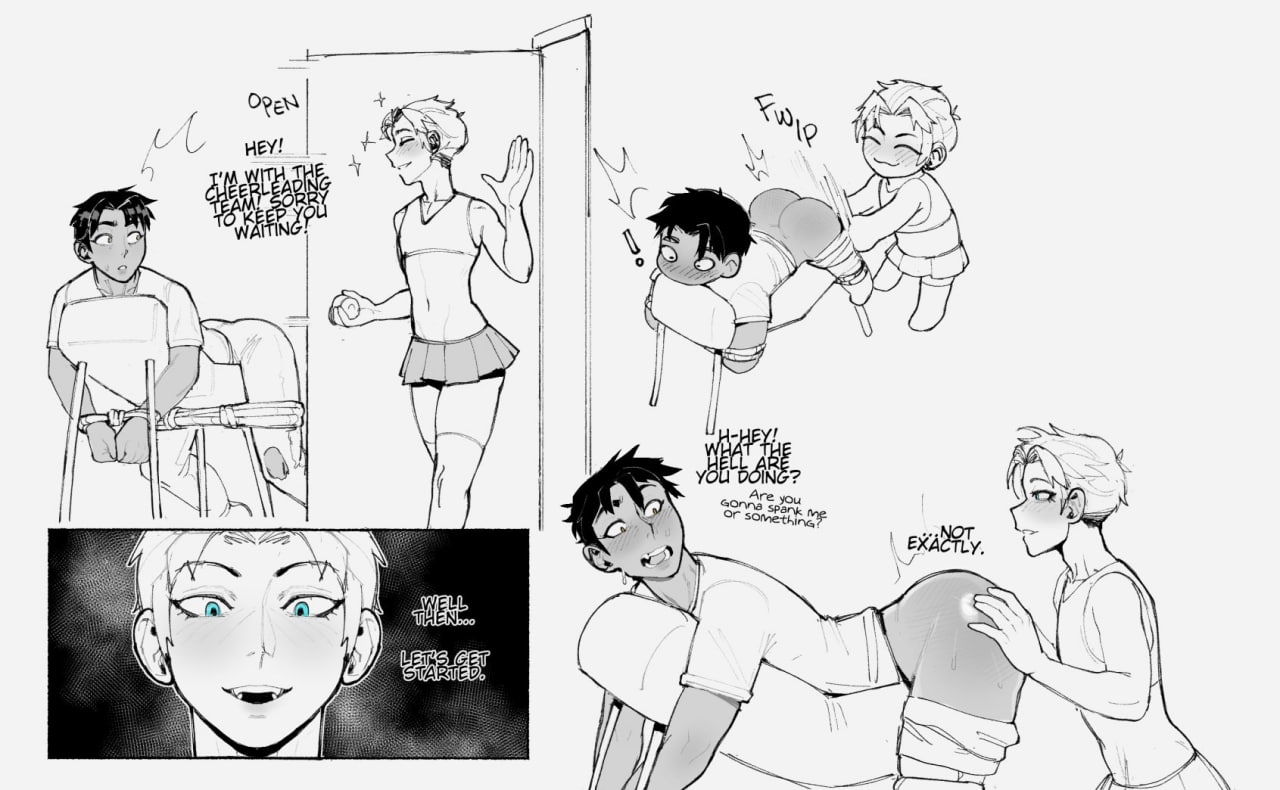 OPEN
HEY!
I'M WITH THE
CHEERLEADING
TEAM! SORRY
TO KEEP YOU
WAITING!
FWIP
!
WELL
THEN...
LET'S GET
STARTED.
H-HEY!
WHAT THE
HELL ARE
YOU DOING?
Are you
Gonna spank me
or something?
...NOT
EXACTLY.